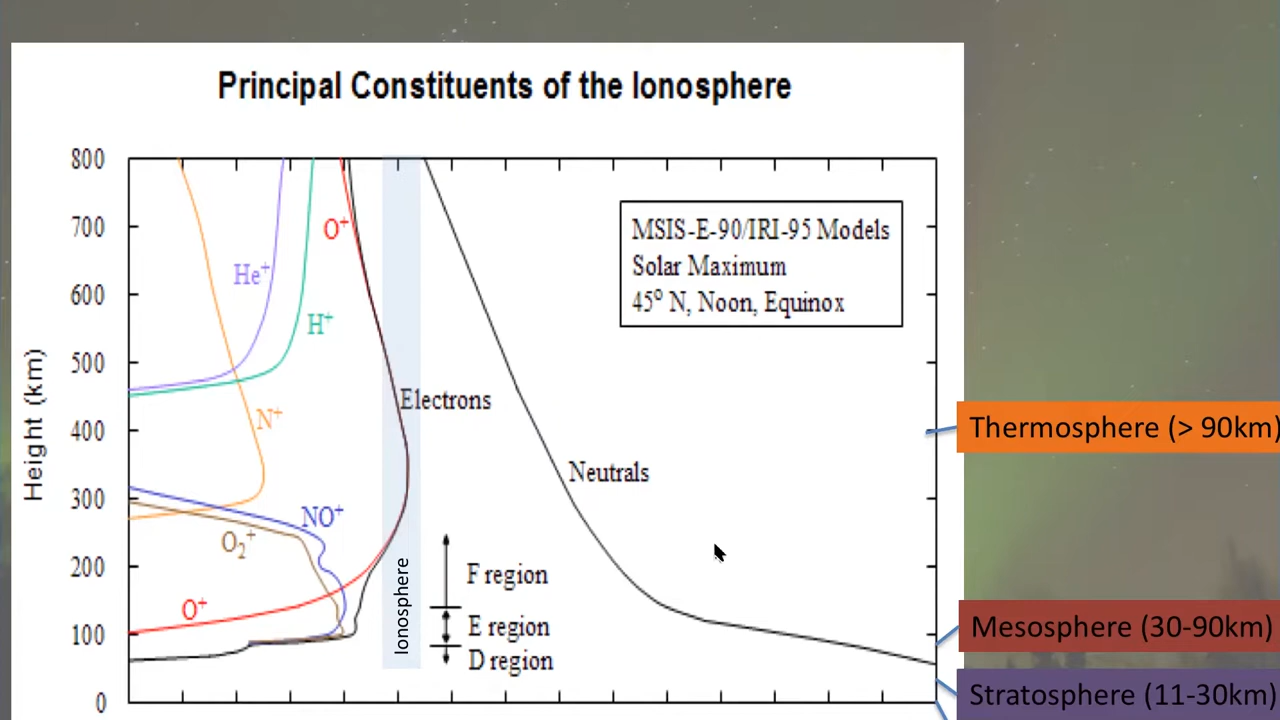 Principal Constituents of the Ionosphere
800
700
600
500
400
300
200
100
0
Height (km)
O⁺
He⁺
H⁺
N⁺
NO⁺
O₂⁺
O⁺
Electrons
Neutrals
MSIS-E-90/IRI-95 Models
Solar Maximum
45⁰ N, Noon, Equinox
Ionosphere
F region
E region
D region
Thermosphere (> 90km)
Mesosphere (30-90km)
Stratosphere (11-30km)